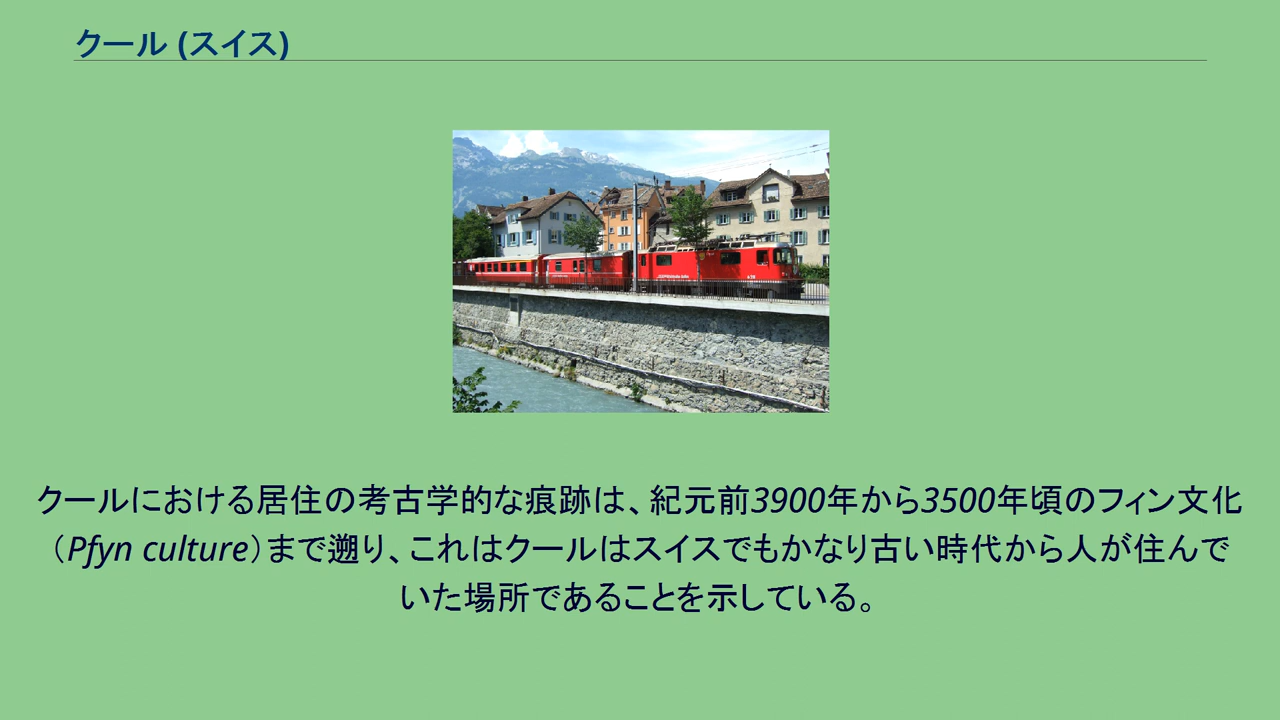 クール (スイス)
クールにおける居住の考古学的な痕跡は、紀元前3900年から3500年頃のフィン文化
（Pfyn culture）まで遡り、これはクールはスイスでもかなり古い時代から人が住んで
いた場所であることを示している。